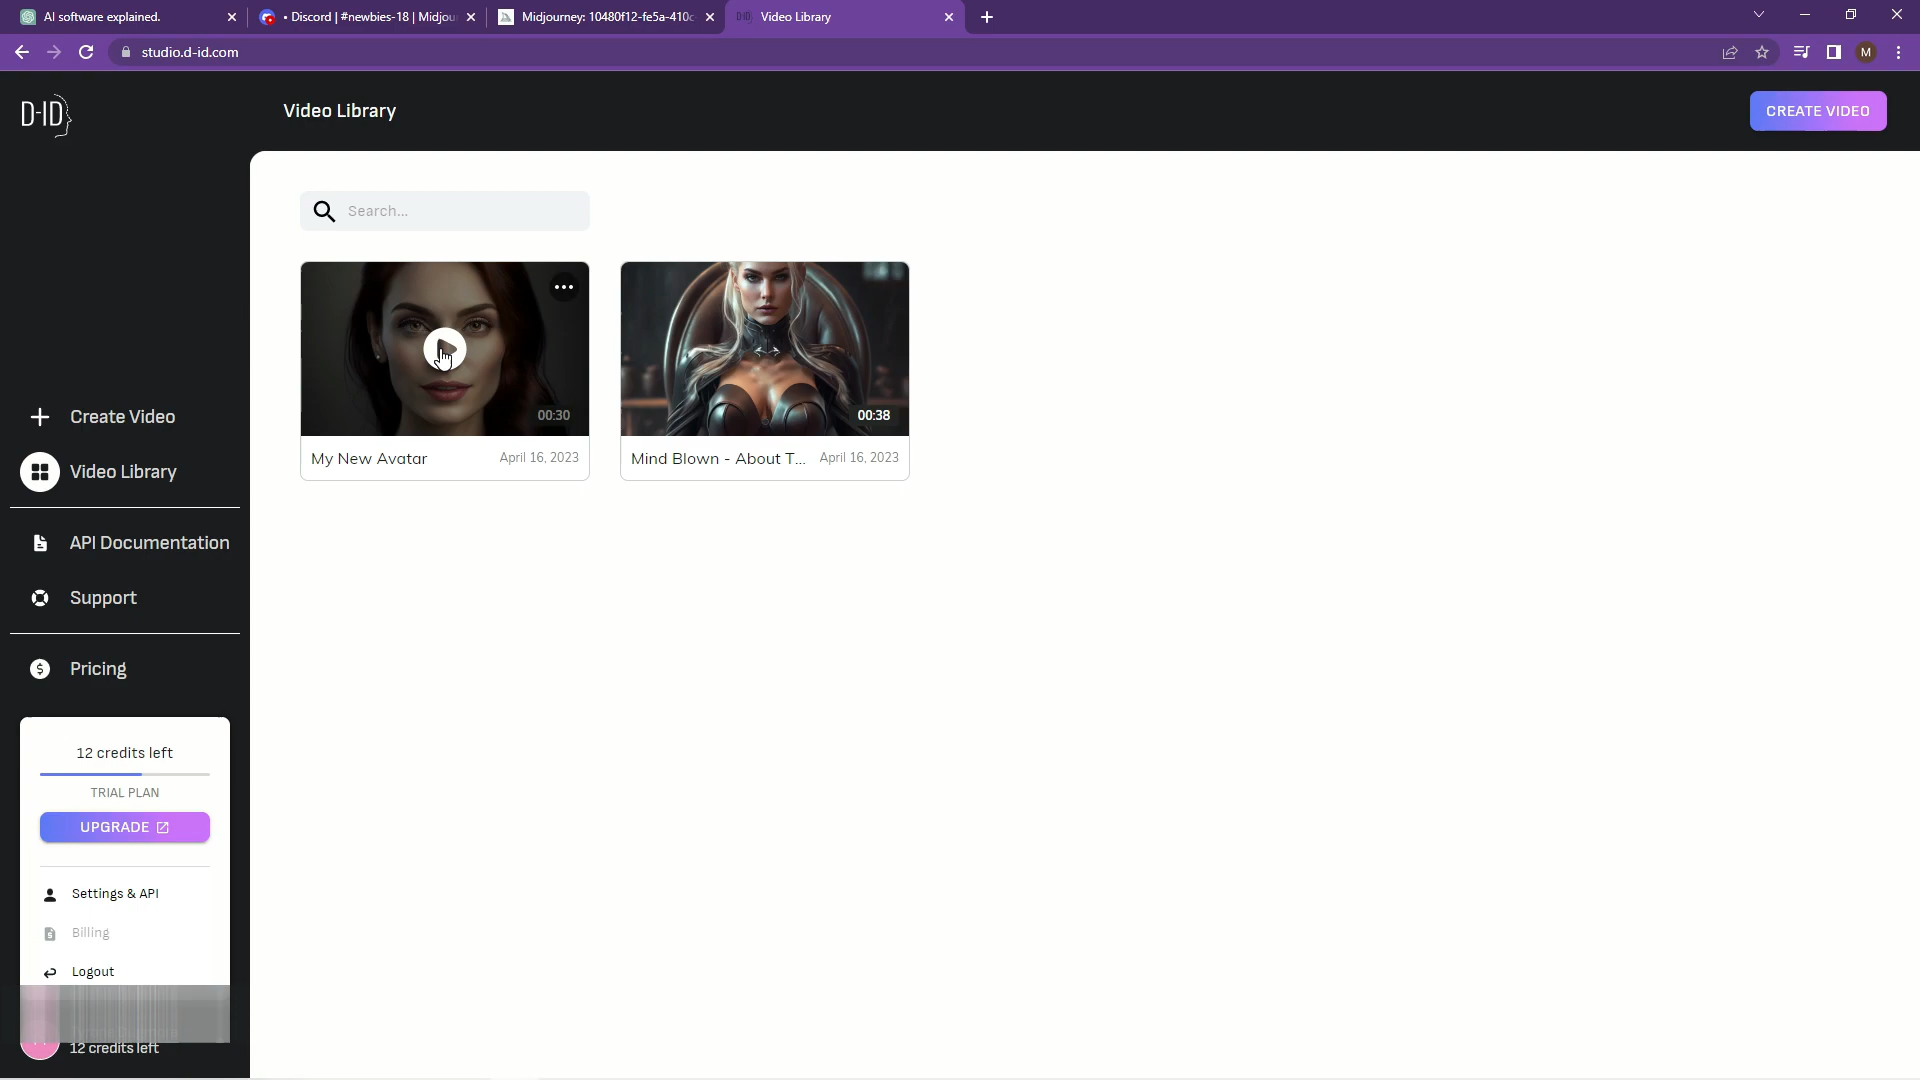 AI software explained.
• Discord | #newbies-18 | Midjou
Midjourney: 10480f12-fe5a-410c
D-ID
Video Library
studio.d-id.com
M
D-ID
Video Library
CREATE VIDEO
Search...
00:30
00:38
My New Avatar
April 16, 2023
Mind Blown - About T...
April 16, 2023
Create Video
Video Library
API Documentation
Support
$
Pricing
12 credits left
TRIAL PLAN
UPGRADE
Settings & API
Billing
Logout
12 credits left